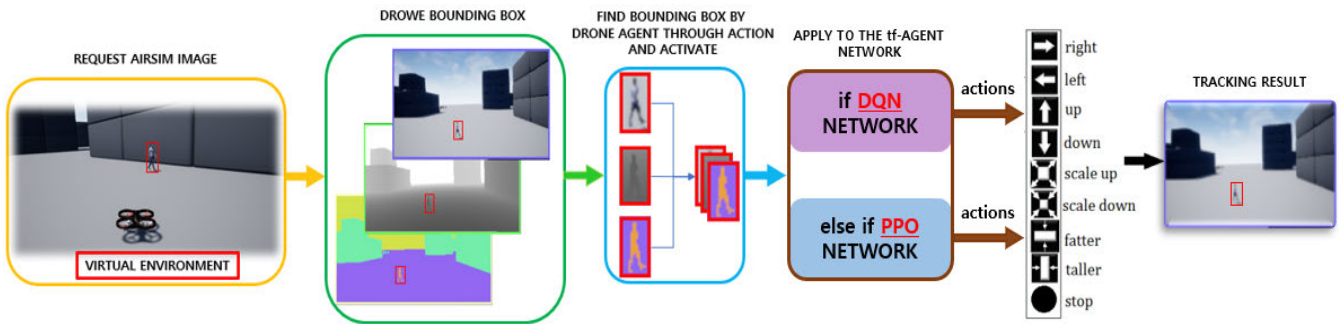 REQUEST AIRSIM IMAGE
VIRTUAL ENVIRONMENT
DROWE BOUNDING BOX
FIND BOUNDING BOX BY
DRONE AGENT THROUGH ACTION
AND ACTIVATE
APPLY TO THE tf-AGENT
NETWORK
if DQN
NETWORK
else if PPO
NETWORK
actions
actions
right
left
up
down
scale up
scale down
fatter
taller
stop
TRACKING RESULT